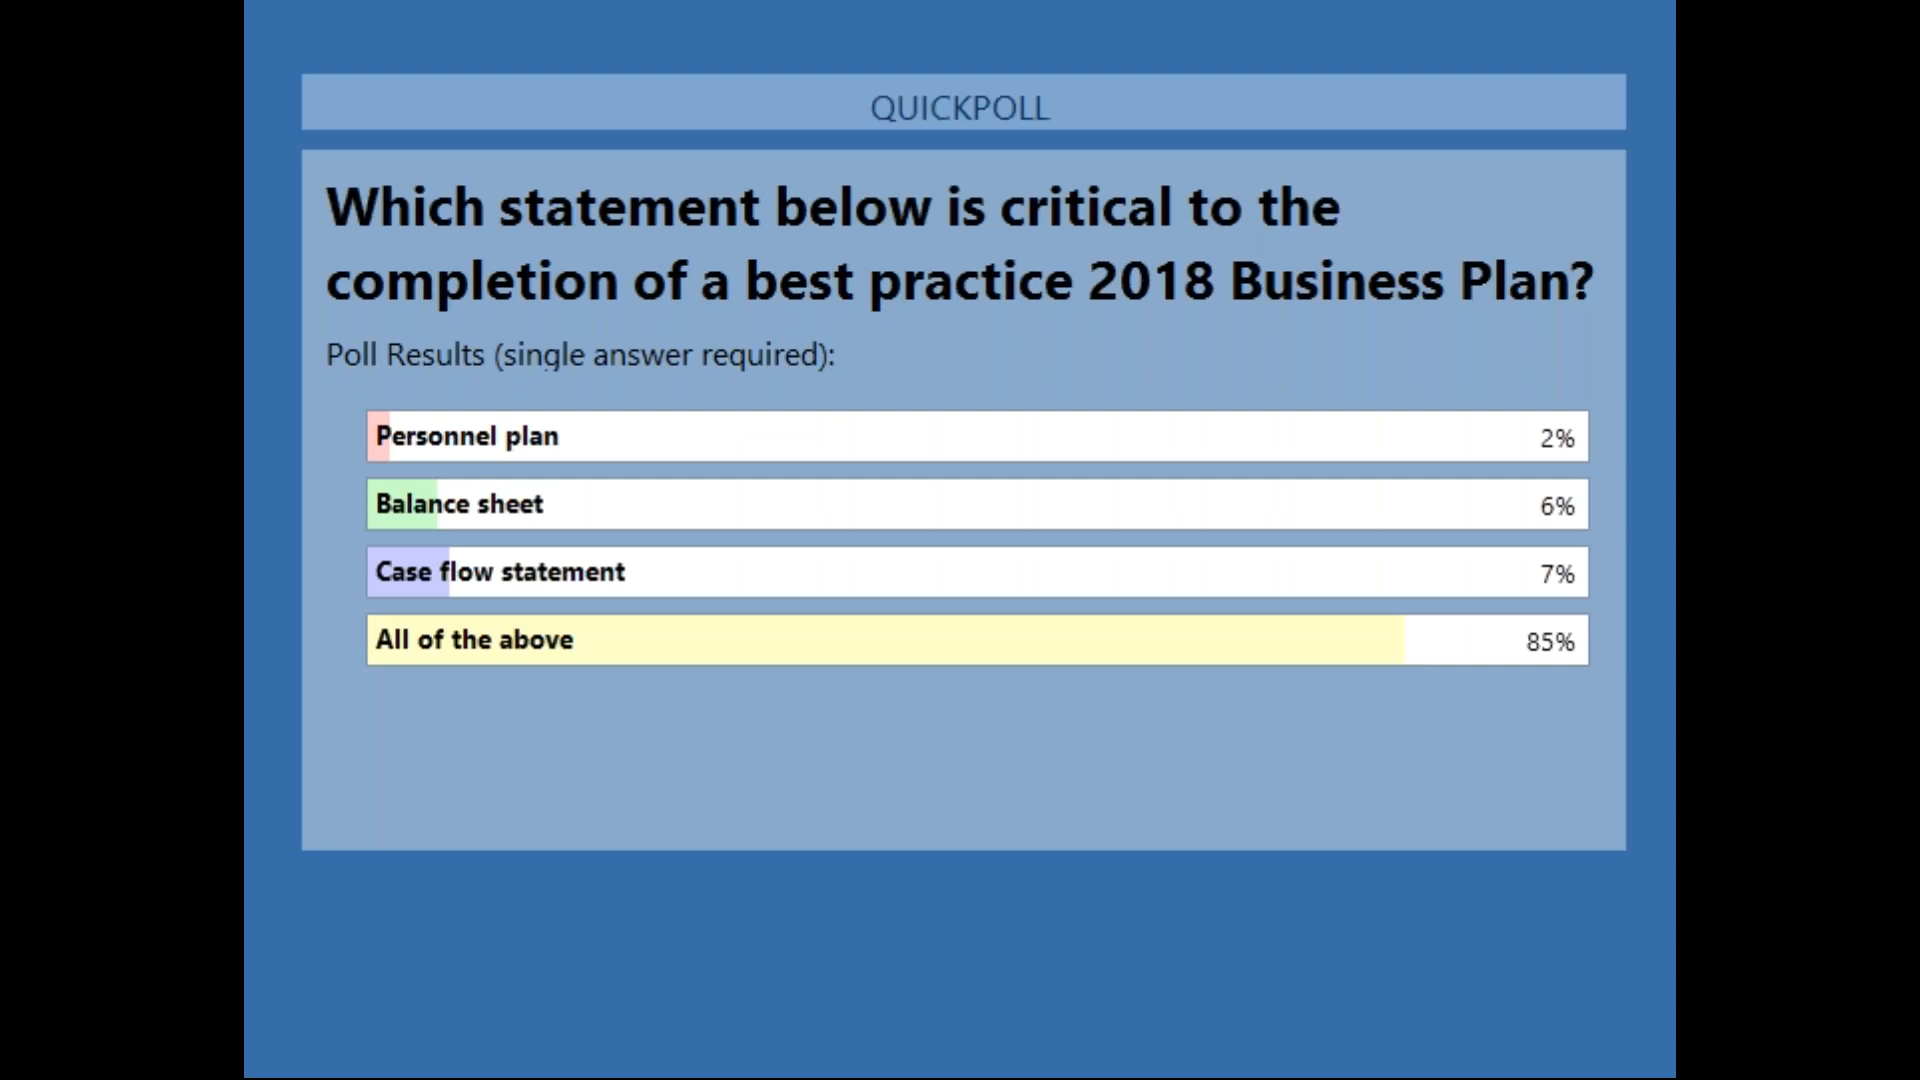 QUICKPOLL
Which statement below is critical to the
completion of a best practice 2018 Business Plan?
Poll Results (single answer required):
Personnel plan 2%
Balance sheet 6%
Case flow statement 7%
All of the above 85%